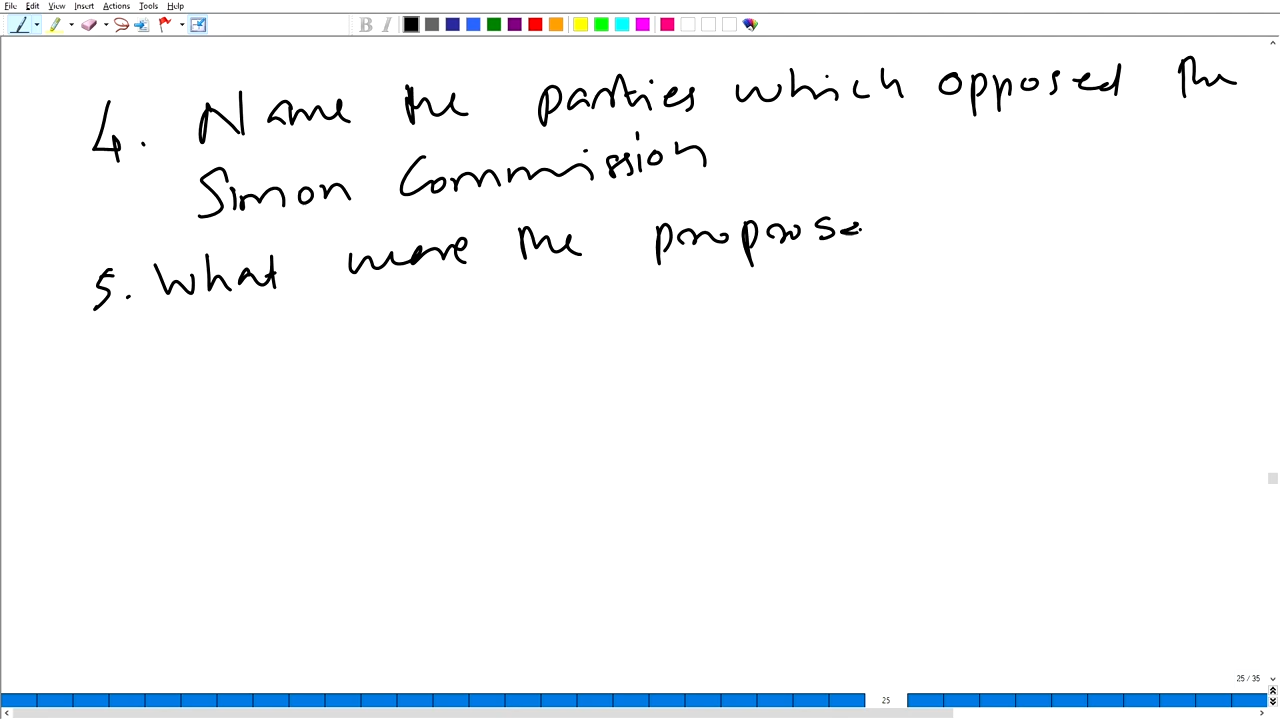 File Edit View Insert Actions Tools Help
B I
4. Name the parties which opposed the
Simon Commission
5. What were the proprose
25 / 35
25